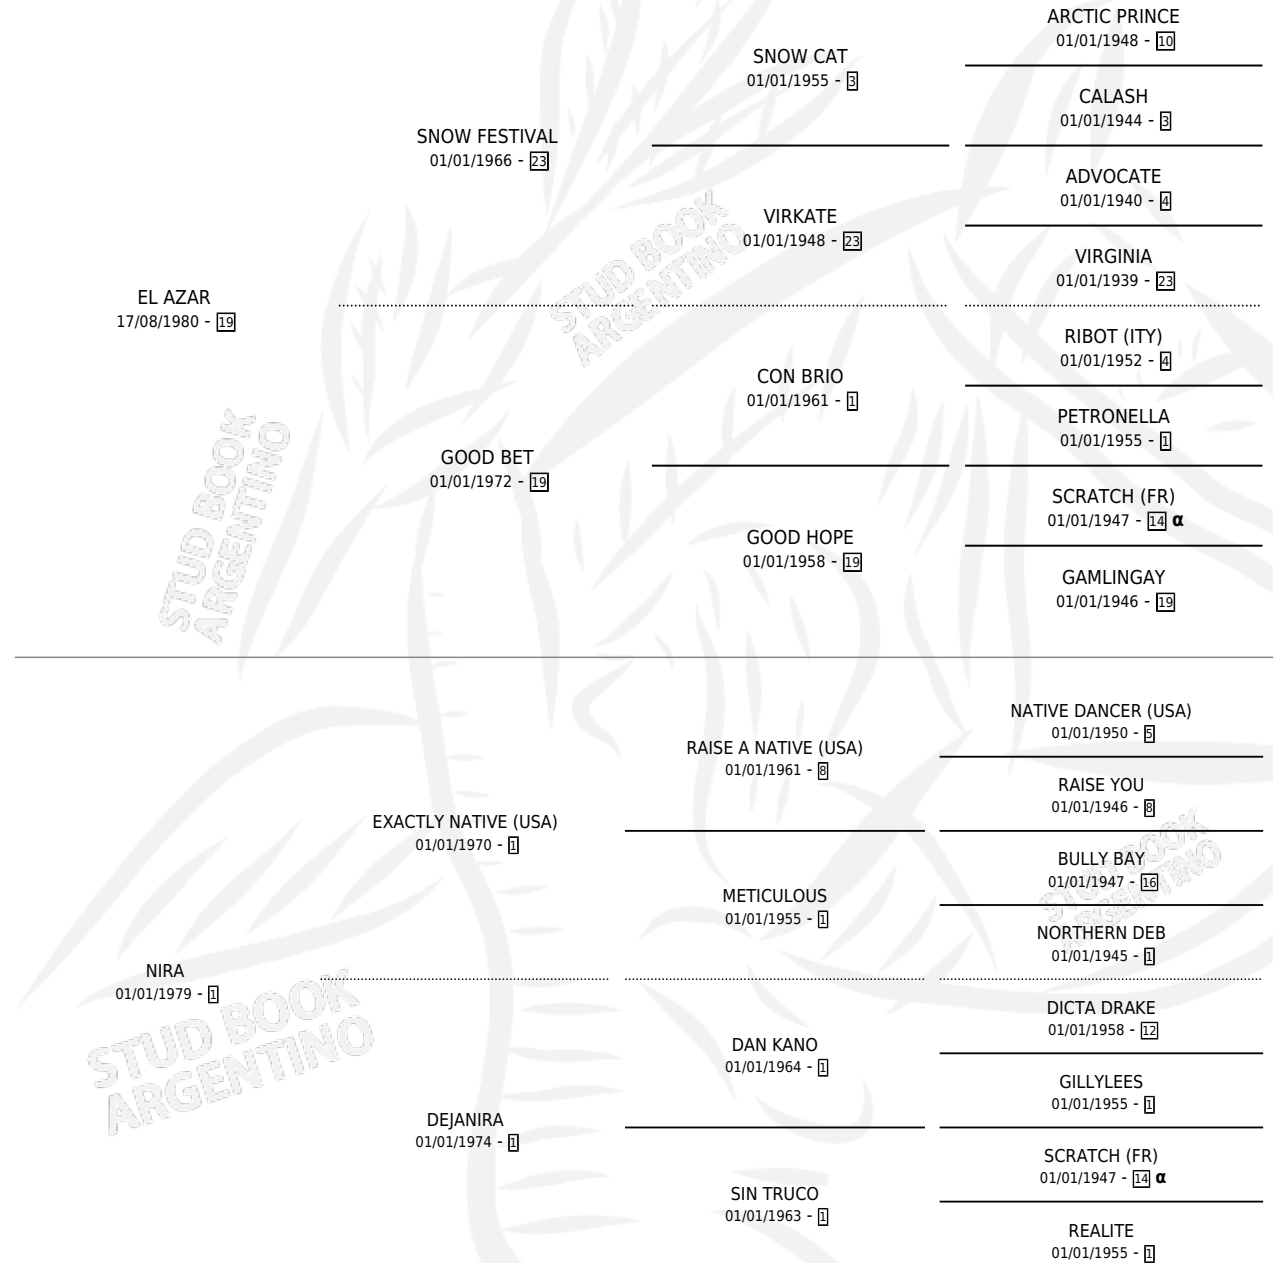 ARCTIC PRINCE
01/01/1948 - 10
SNOW CAT
01/01/1955 - 3
CALASH
01/01/1944 - 3
SNOW FESTIVAL
01/01/1966 - 23
ADVOCATE
01/01/1940 - 4
VIRKATE
01/01/1948 - 23
VIRGINIA
01/01/1939 - 23
EL AZAR
17/08/1980 - 19
RIBOT (ITY)
01/01/1952 - 4
CON BRIO
01/01/1961 - 1
PETRONELLA
01/01/1955 - 1
GOOD BET
01/01/1972 - 19
SCRATCH (FR)
01/01/1947 - 14 α
GOOD HOPE
01/01/1958 - 19
GAMLINGAY
01/01/1946 - 19
STUD BOOK
ARGENTINO
STUD BOOK
ARGENTINO
NATIVE DANCER (USA)
01/01/1950 - 5
RAISE A NATIVE (USA)
01/01/1961 - 8
RAISE YOU
01/01/1946 - 8
EXACTLY NATIVE (USA)
01/01/1970 - 1
BULLY BAY
01/01/1947 - 16
METICULOUS
01/01/1955 - 1
NORTHERN DEB
01/01/1945 - 1
NIRA
01/01/1979 - 1
DICTA DRAKE
01/01/1958 - 12
DAN KANO
01/01/1964 - 1
GILLYLEES
01/01/1955 - 1
DEJANIRA
01/01/1974 - 1
SCRATCH (FR)
01/01/1947 - 14 α
SIN TRUCO
01/01/1963 - 1
REALITE
01/01/1955 - 1
STUD BOOK
ARGENTINO
STUD BOOK
ARGENTINO